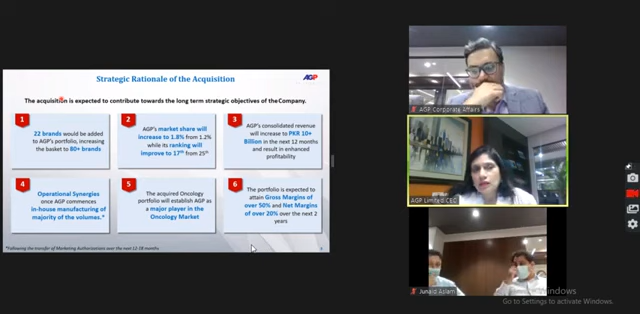 Strategic Rationale of the Acquisition
AGP
The acquisition is expected to contribute towards the long term strategic objectives of the Company.
1
22 brands would be added
to AGP's portfolio, increasing
the basket to 80+ brands
2
AGP's market share will
increase to 1.8% from 1.2%
while its ranking will
improve to 17th from 25th
3
AGP's consolidated revenue
will increase to PKR 10+
Billion in the next 12 months
and result in enhanced
profitability
4
Operational Synergies
once AGP commences
in-house manufacturing of
majority of the volumes.*
5
The acquired Oncology
portfolio will establish AGP as
a major player in the
Oncology Market
6
The portfolio is expected to
attain Gross Margins of
over 50% and Net Margins
of over 20% over the next 2
years
*Following the transfer of Marketing Authorizations over the next 12-18 months
AGP Corporate Affairs
AGP Limited CEO
Junaid Aslam
Activate Windows
Go to Settings to activate Windows.